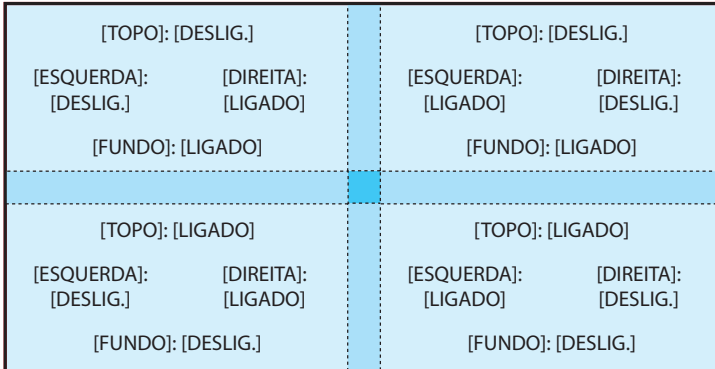 [TOPO]: [DESLIG.]
[ESQUERDA]: [DIREITA]:
[DESLIG.] [LIGADO]
[FUNDO]: [LIGADO]
[TOPO]: [DESLIG.]
[ESQUERDA]: [DIREITA]:
[LIGADO] [DESLIG.]
[FUNDO]: [LIGADO]
[TOPO]: [LIGADO]
[ESQUERDA]: [DIREITA]:
[DESLIG.] [LIGADO]
[FUNDO]: [DESLIG.]
[TOPO]: [LIGADO]
[ESQUERDA]: [DIREITA]:
[LIGADO] [DESLIG.]
[FUNDO]: [DESLIG.]